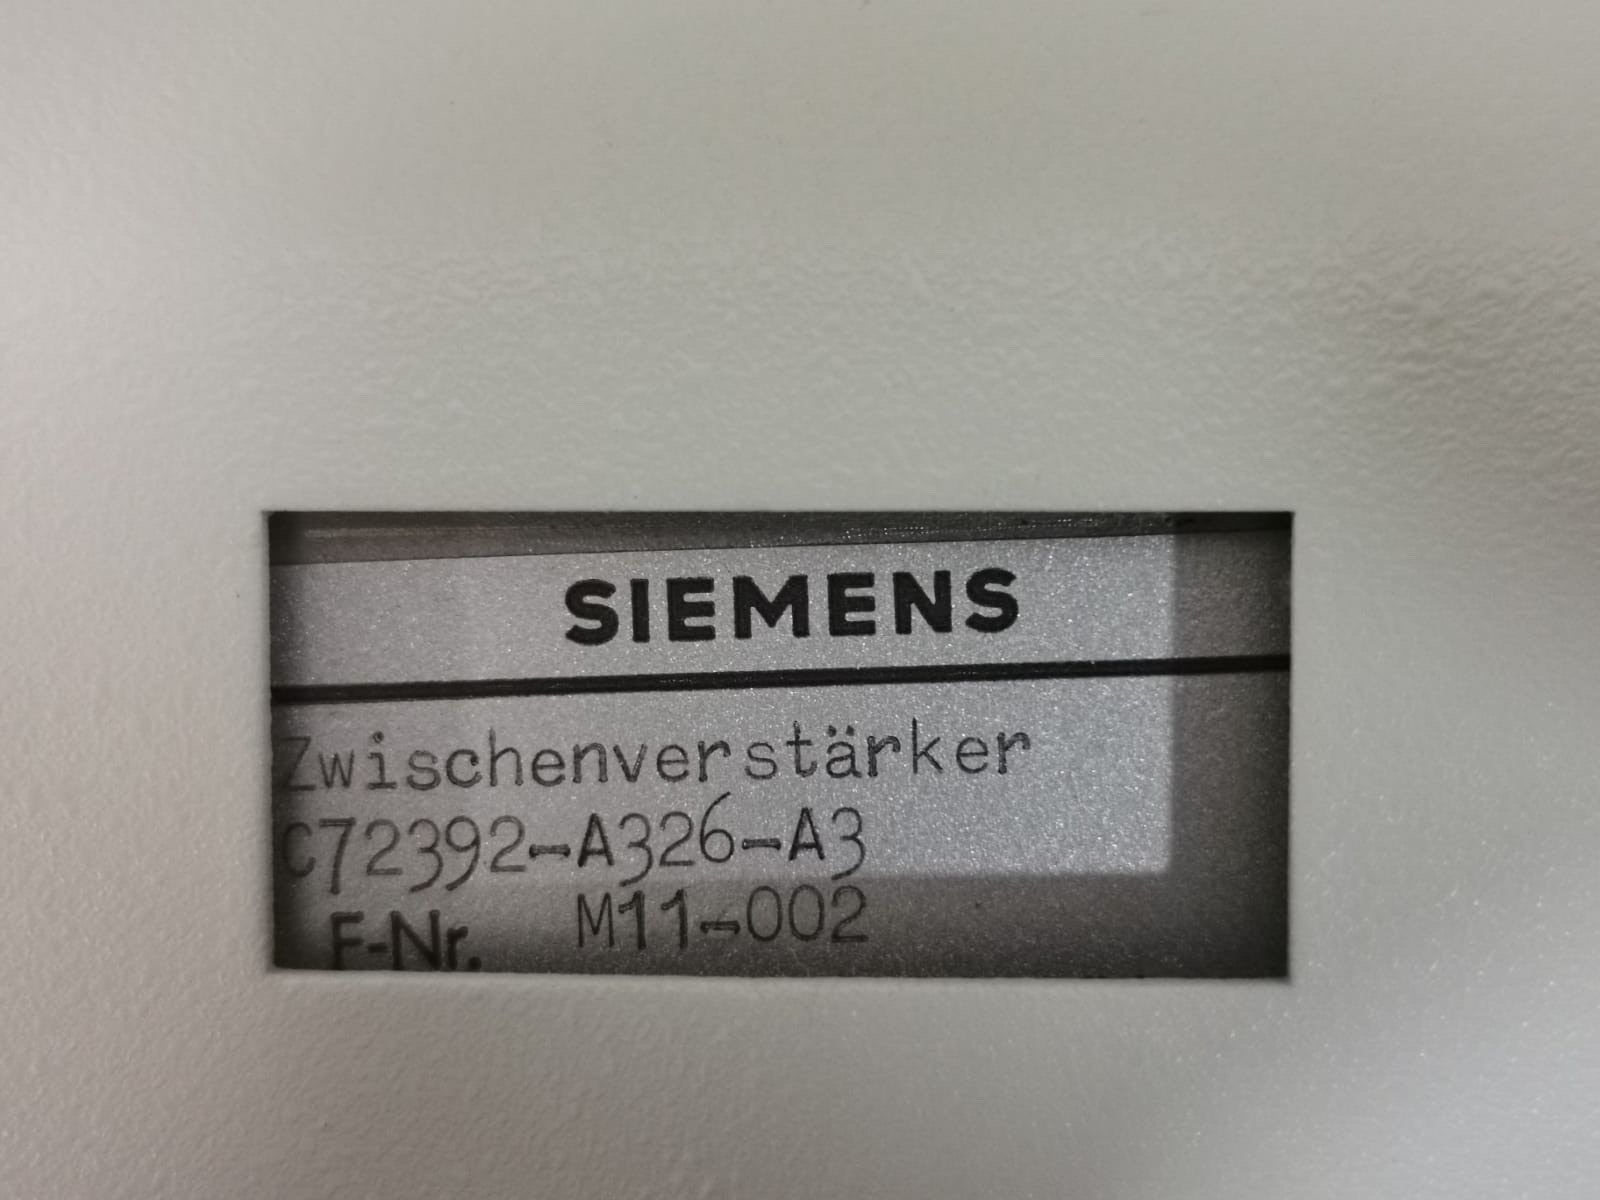 SIEMENS
Zwischenverstärker
C72392-A326-A3
F-Nr. M11-002